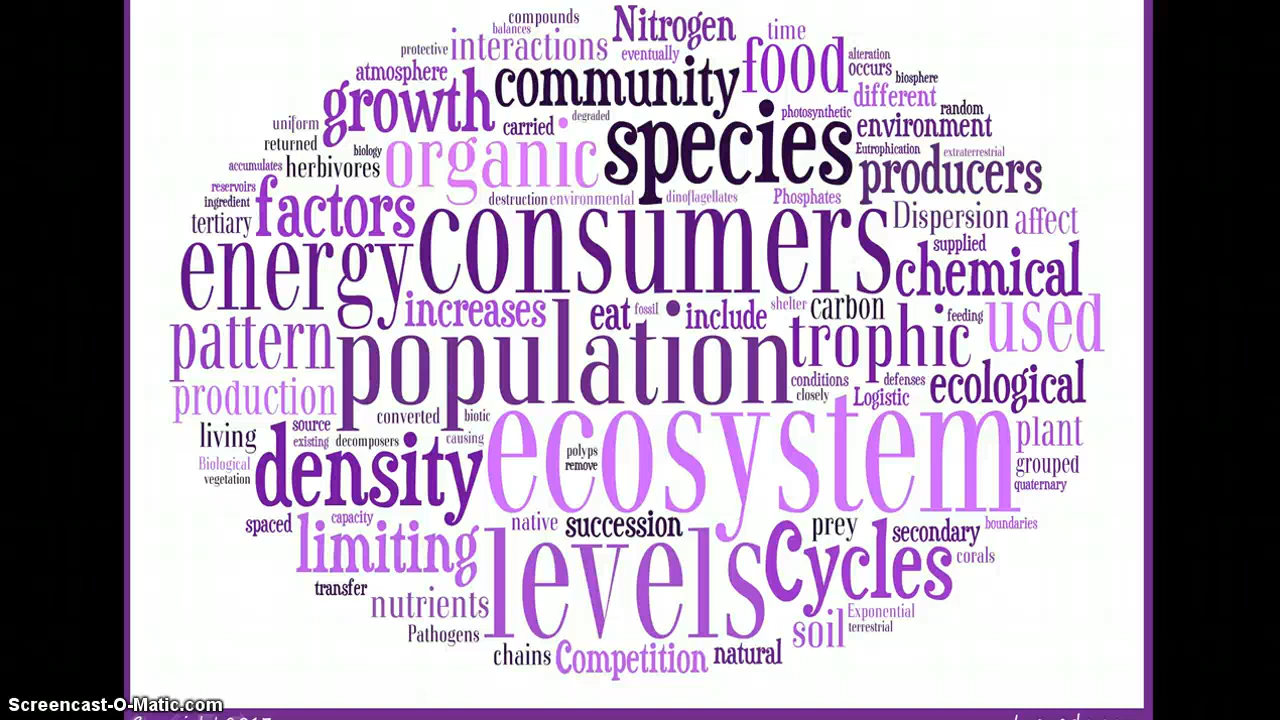 compounds
Nitrogen
time
balances
protective
interactions
eventually
food
alteration
occurs
biosphere
atmosphere
community
different
growth
degraded
photosynthetic
random
uniform
carried
species
environment
returned
biology
organic
Eutrophication
extraterrestrial
accumulates
herbivores
producers
reservoirs
ingredient
factors
destruction
environmental
dinoflagellates
Phosphates
tertiary
consumers
Dispersion
affect
energy
supplied
chemical
increases
eat
fossil
include
shelter
carbon
feeding
used
pattern
population
trophic
production
conditions
defenses
ecological
converted
biotic
closely
Logistic
living
source
existing
decomposers
causing
ecosystem
plant
Biological
vegetation
density
polyps
remove
grouped
quaternary
spaced
capacity
native
succession
prey
secondary
boundaries
limiting
levels
Cycles
corals
transfer
nutrients
Exponential
Pathogens
soil
terrestrial
chains
Competition
natural
Screencast-O-Matic.com